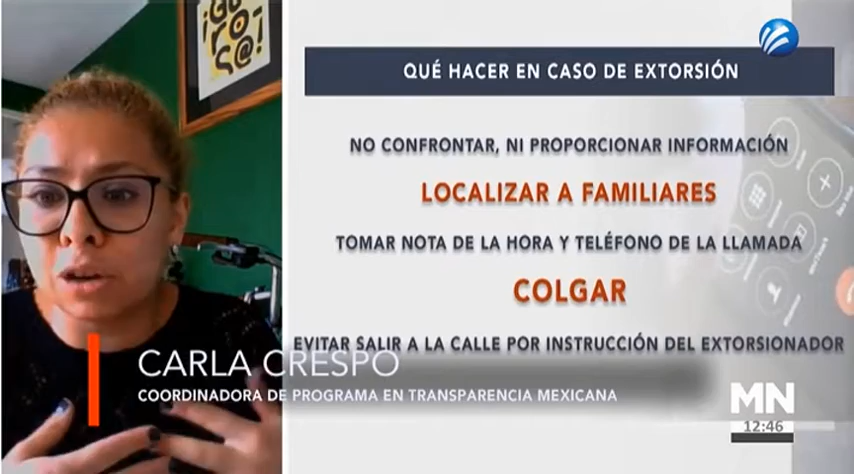 ¡GO
RO
S@!
QUÉ HACER EN CASO DE EXTORSIÓN
NO CONFRONTAR, NI PROPORCIONAR INFORMACIÓN
LOCALIZAR A FAMILIARES
TOMAR NOTA DE LA HORA Y TELÉFONO DE LA LLAMADA
COLGAR
EVITAR SALIR A LA CALLE POR INSTRUCCIÓN DEL EXTORSIONADOR
CARLA CRESPO
COORDINADORA DE PROGRAMA EN TRANSPARENCIA MEXICANA
MN
12:46